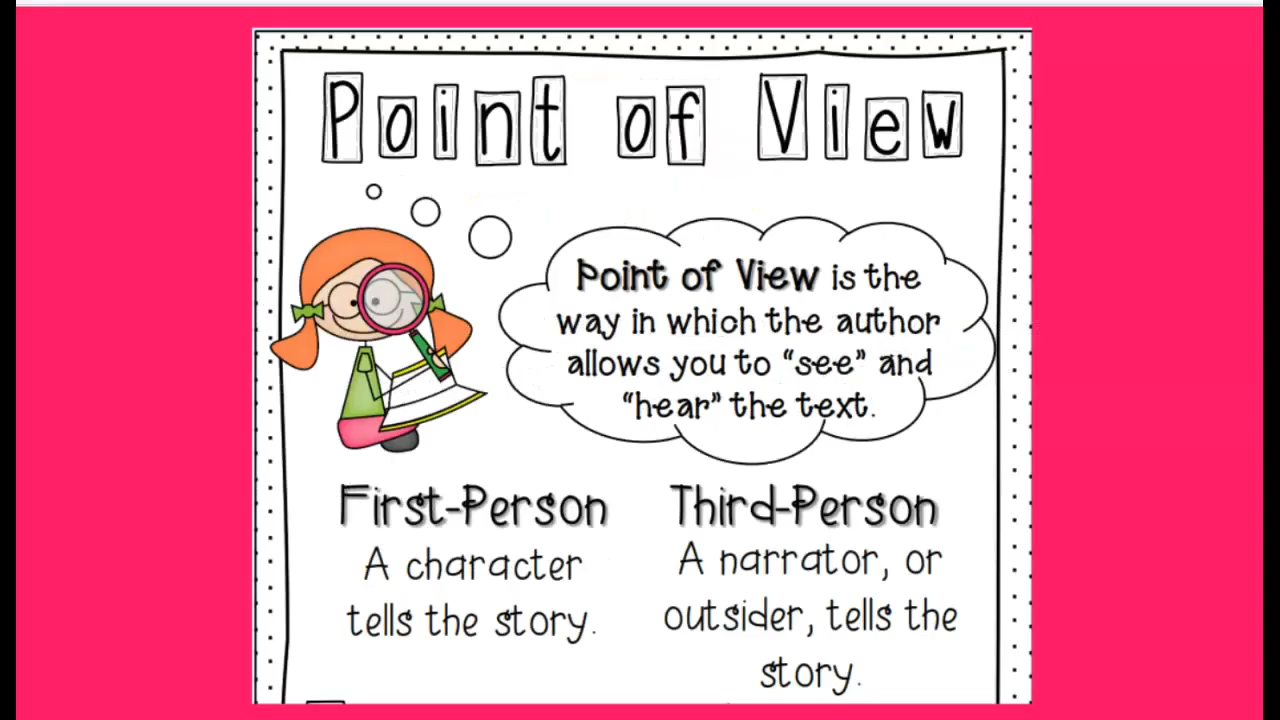 Point of View
Point of View is the
way in which the author
allows you to “see” and
“hear” the text.
First-Person
A character
tells the story.
Third-Person
A narrator, or
outsider, tells the
story.